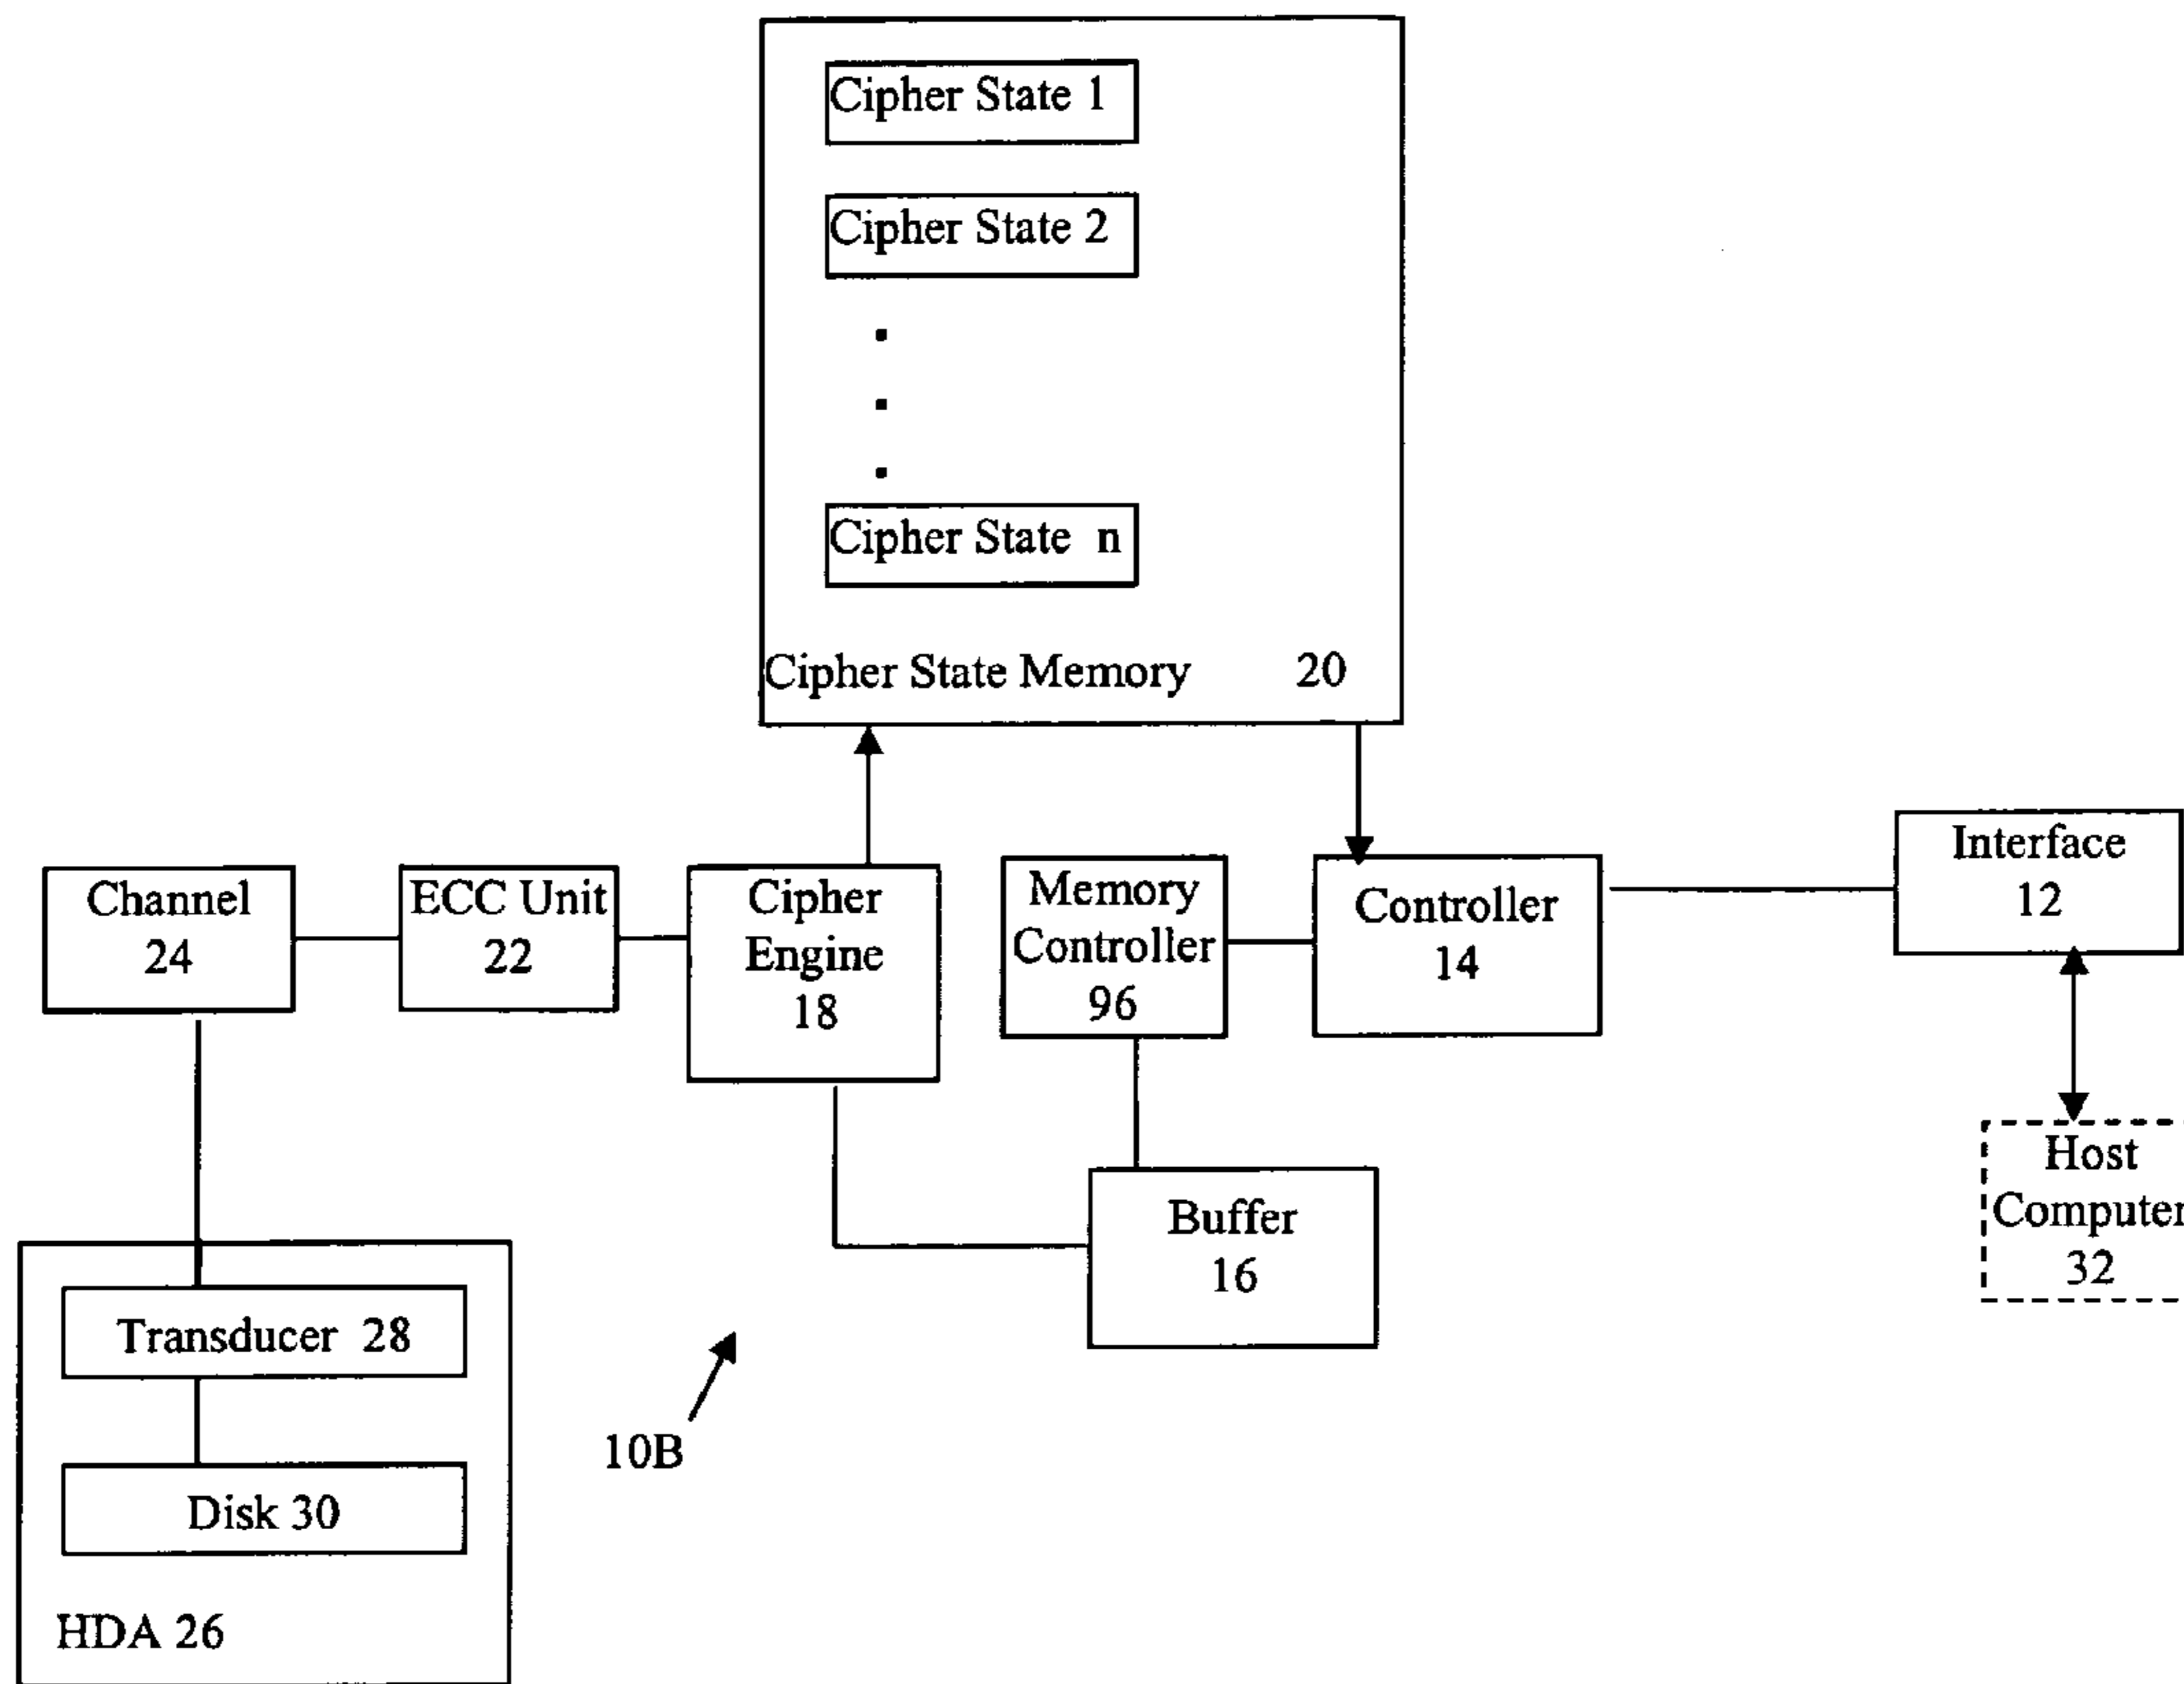 Cipher State 1
Cipher State 2
Cipher State n
Cipher State Memory 20
Channel
24
ECC Unit
22
Cipher
Engine
18
Memory
Controller
96
Controller
14
Interface
12
Host
Computer
32
Buffer
16
Transducer 28
Disk 30
HDA 26
10B